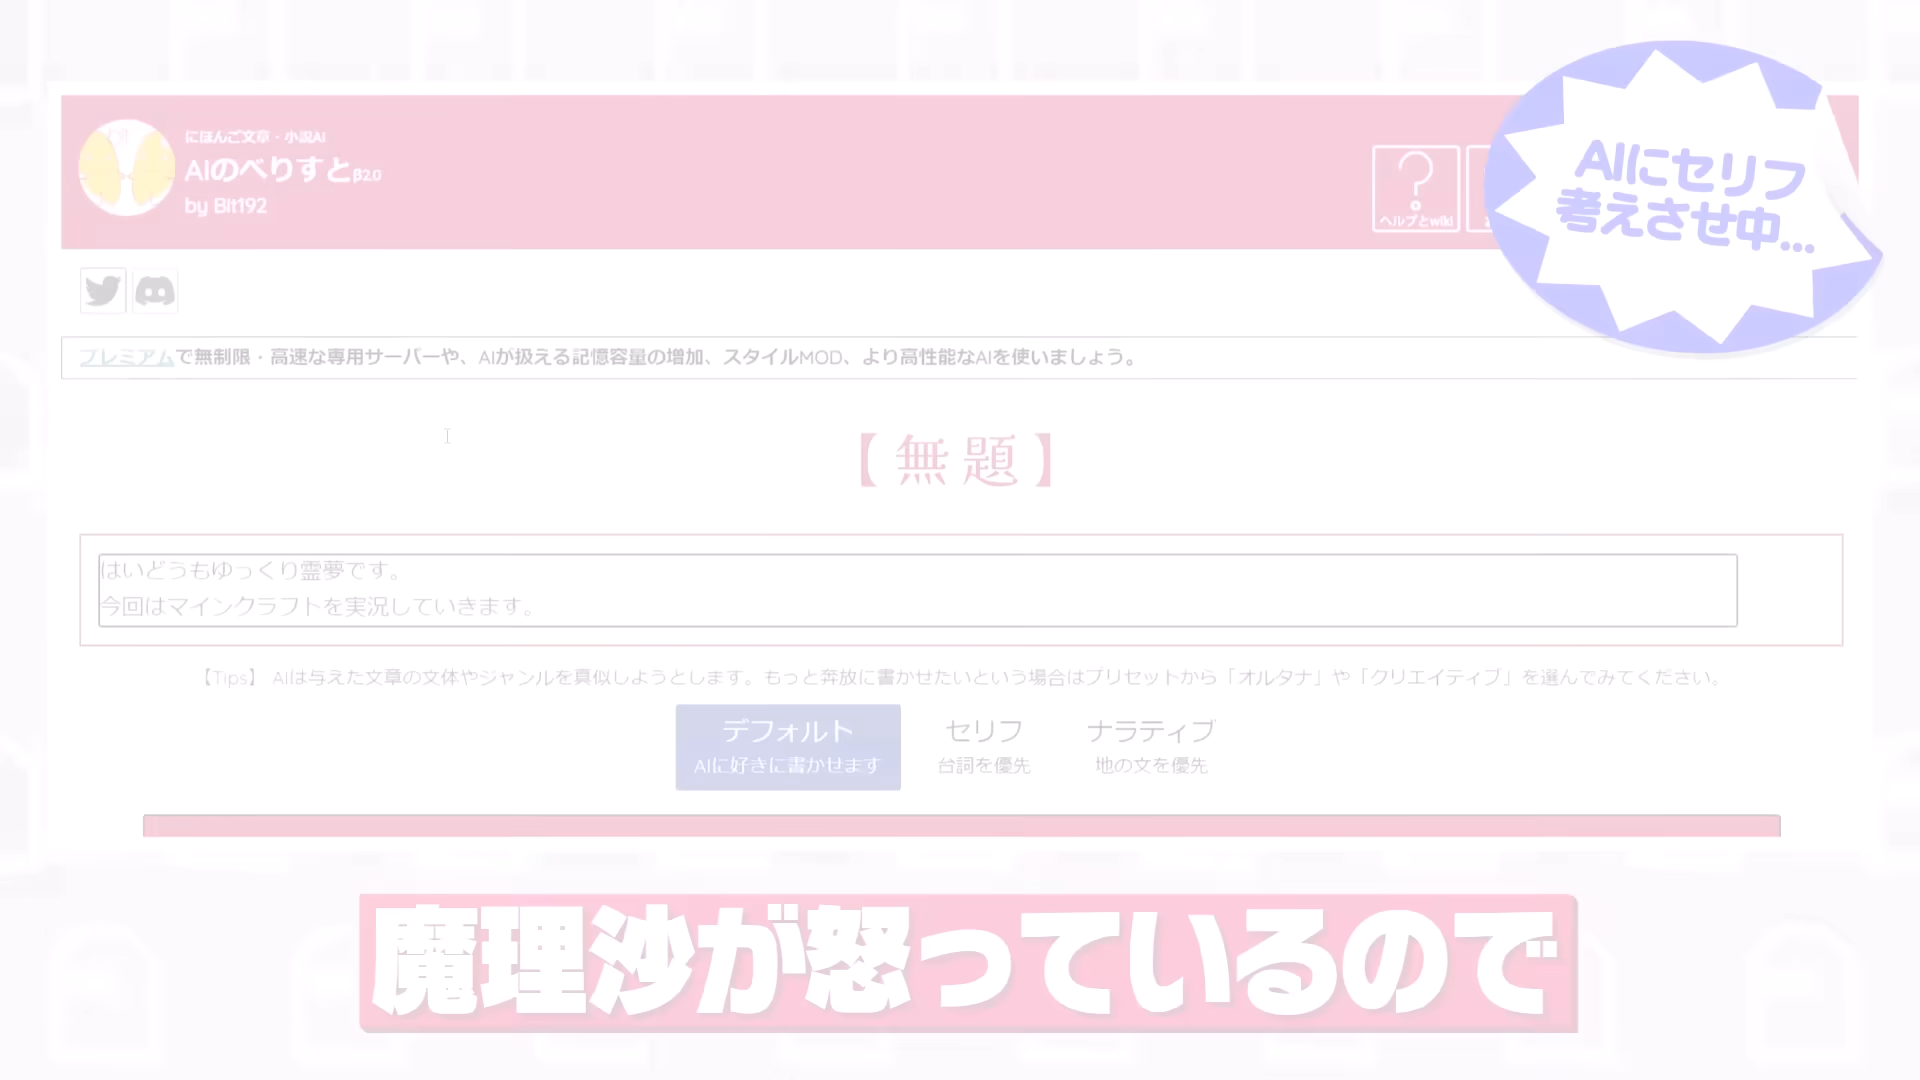 にほんご文章 - 小説AI
AIのべりすとβ2.0
by Bit192
ヘルプとwiki
AIにセリフ
考えさせ中...
プレミアムで無制限・高速な専用サーバーや、AIが扱える記憶容量の増加、スタイルMOD、より高性能なAIを使いましょう。
【無題】
はいどうもゆっくり霊夢です。
今回はマインクラフトを実況していきます。
【Tips】 AIは与えた文章の文体やジャンルを真似しようとします。もっと奔放に書かせたいという場合はプリセットから「オルタナ」や「クリエイティブ」を選んでみてください。
デフォルト
AIに好きに書かせます
セリフ
台詞を優先
ナラティブ
地の文を優先
魔理沙が怒っているので